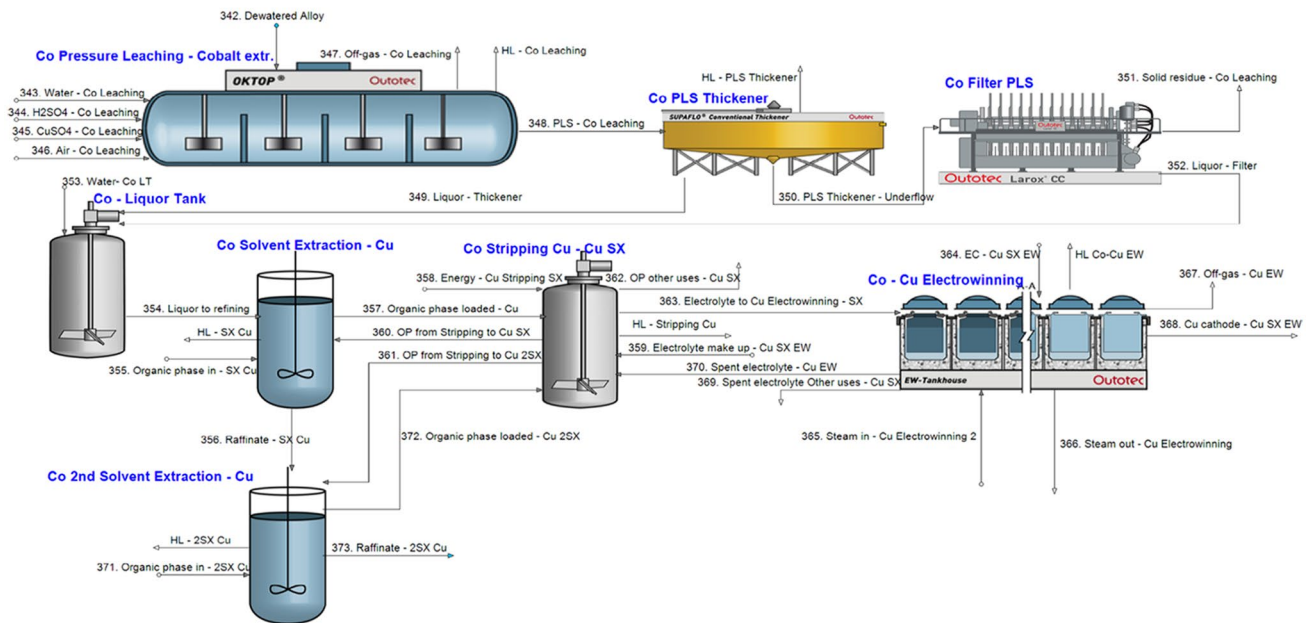 342. Dewatered Alloy
Co Pressure Leaching - Cobalt extr.
347. Off-gas - Co Leaching
HL - Co Leaching
OKTOP ®
Outotec
343. Water - Co Leaching
344. H2SO4 - Co Leaching
345. CuSO4 - Co Leaching
346. Air - Co Leaching
348. PLS - Co Leaching
HL - PLS Thickener
Co PLS Thickener
SUPAFLO® Conventional Thickener
Outotec
Co Filter PLS
351. Solid residue - Co Leaching
Outotec
Outotec Larox® CC
352. Liquor - Filter
353. Water- Co LT
Co - Liquor Tank
349. Liquor - Thickener
350. PLS Thickener - Underflow
Co Solvent Extraction - Cu
Co Stripping Cu - Cu SX
358. Energy - Cu Stripping SX
362. OP other uses - Cu SX
364. EC - Cu SX EW
HL Co-Cu EW
367. Off-gas - Cu EW
Co - Cu Electrowinning
A-A
354. Liquor to refining
357. Organic phase loaded - Cu
363. Electrolyte to Cu Electrowinning - SX
HL - SX Cu
360. OP from Stripping to Cu SX
HL - Stripping Cu
368. Cu cathode - Cu SX EW
361. OP from Stripping to Cu 2SX
359. Electrolyte make up - Cu SX EW
355. Organic phase in - SX Cu
370. Spent electrolyte - Cu EW
369. Spent electrolyte Other uses - Cu SX
EW-Tankhouse
Outotec
356. Raffinate - SX Cu
372. Organic phase loaded - Cu 2SX
365. Steam in - Cu Electrowinning 2
366. Steam out - Cu Electrowinning
Co 2nd Solvent Extraction - Cu
HL - 2SX Cu
373. Raffinate - 2SX Cu
371. Organic phase in - 2SX Cu